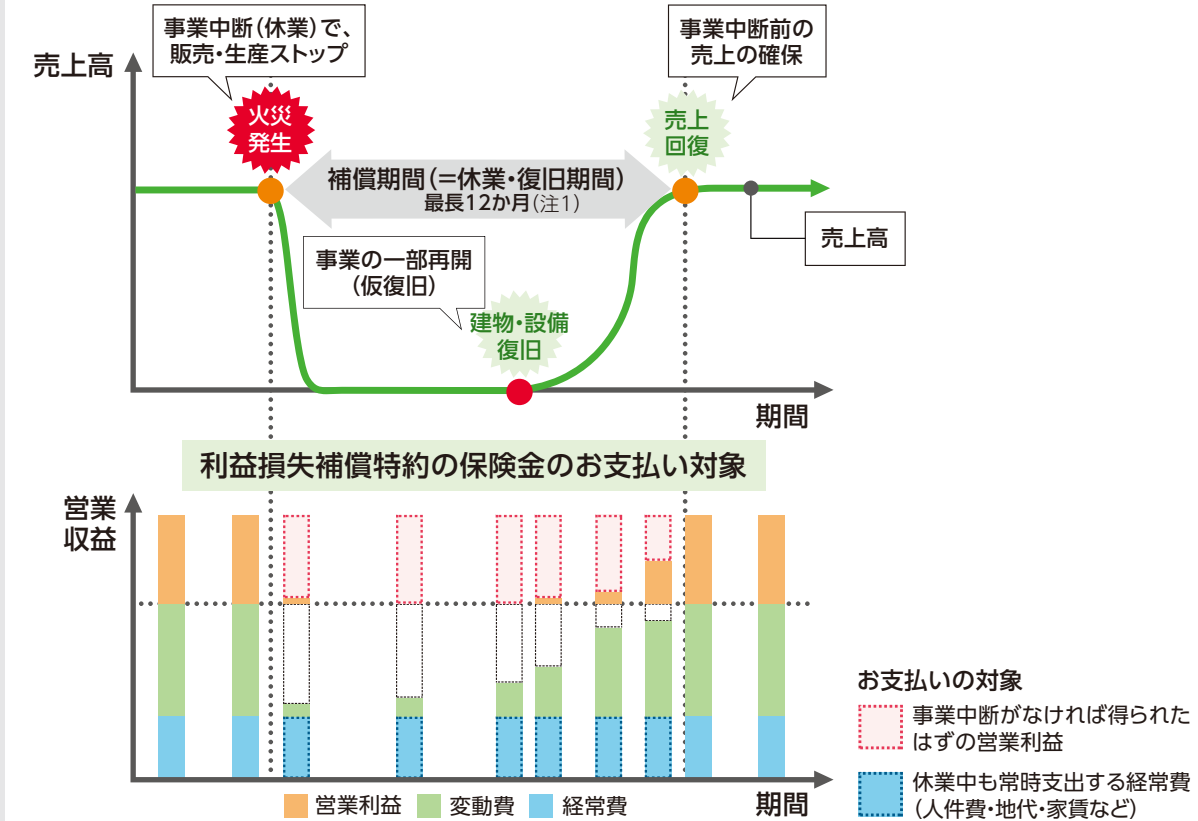 事業中断(休業)で、
販売・生産ストップ
事業中断前の
売上の確保
売上高
火災
発生
売上
回復
補償期間(=休業・復旧期間)
最長12か月(注1)
売上高
事業の一部再開
(仮復旧)
建物・設備
復旧
期間
利益損失補償特約の保険金のお支払い対象
営業
収益
お支払いの対象
事業中断がなければ得られた
はずの営業利益
休業中も常時支出する経常費
(人件費・地代・家賃など)
営業利益 変動費 経常費
期間